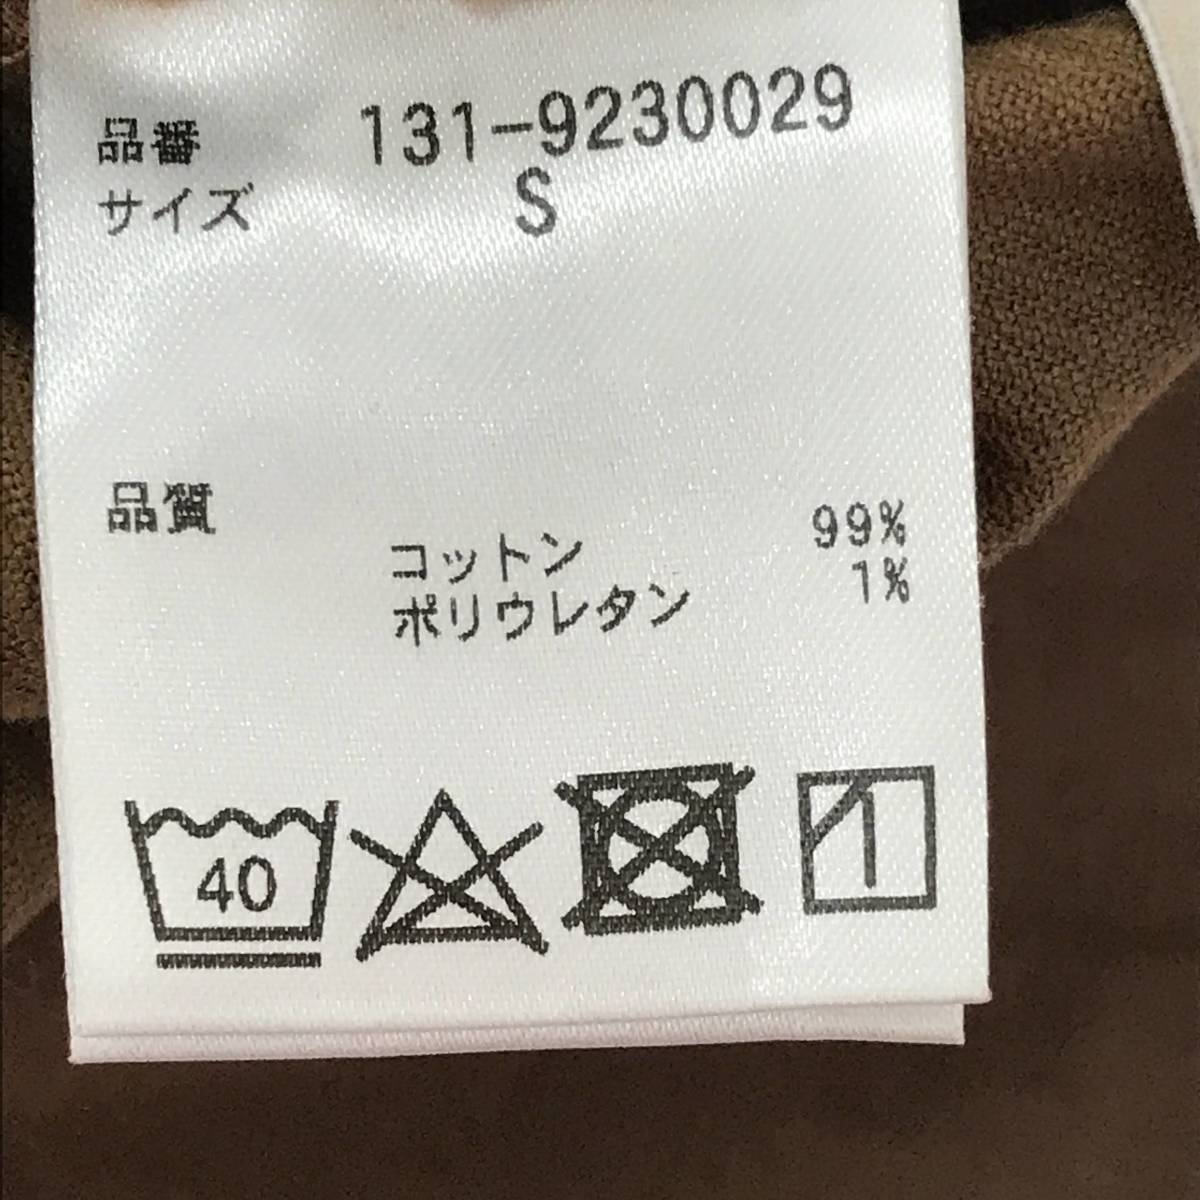 品番 131-9230029
サイズ S
品質
コットン 99%
ポリウレタン 1%
40